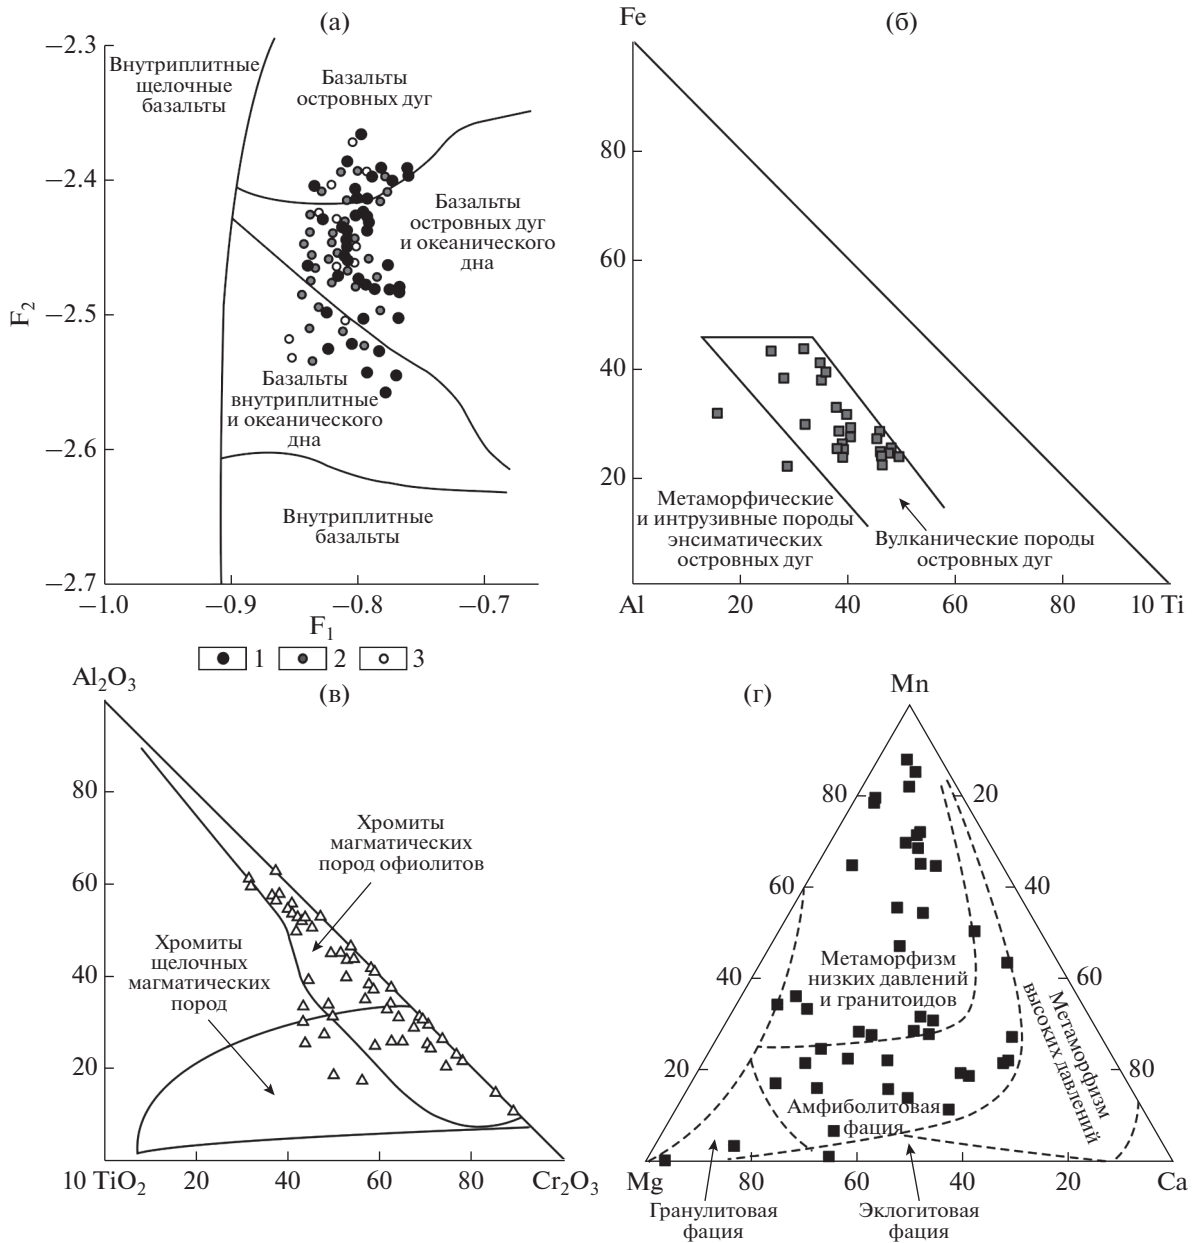 (а)
−2.3
−2.4
−2.5
−2.6
−2.7
F₂
Внутриплитные
щелочные
базальты
Базальты
островных дуг
Базальты
островных дуг
и океанического
дна
Базальты
внутриплитные
и океанического
дна
Внутриплитные
базальты
−1.0 −0.9 −0.8 −0.7
F₁
1 2 3
(б)
Fe
80
60
40
20
Метаморфические
и интрузивные породы
энсиматических
островных дуг
Вулканические породы
островных дуг
Al 20 40 60 80 10 Ti
(в)
Al₂O₃
80
60
40
20
Хромиты
магматических
пород офиолитов
Хромиты
щелочных
магматических
пород
10 TiO₂ 20 40 60 80 Cr₂O₃
(г)
Mn
80 20
60 40
40 60
20 80
Метаморфизм
низких давлений
и гранитоидов
Метаморфизм
высоких давлений
Амфиболитовая
фация
Mg 80 60 40 20 Ca
Гранулитовая
фация
Эклогитовая
фация